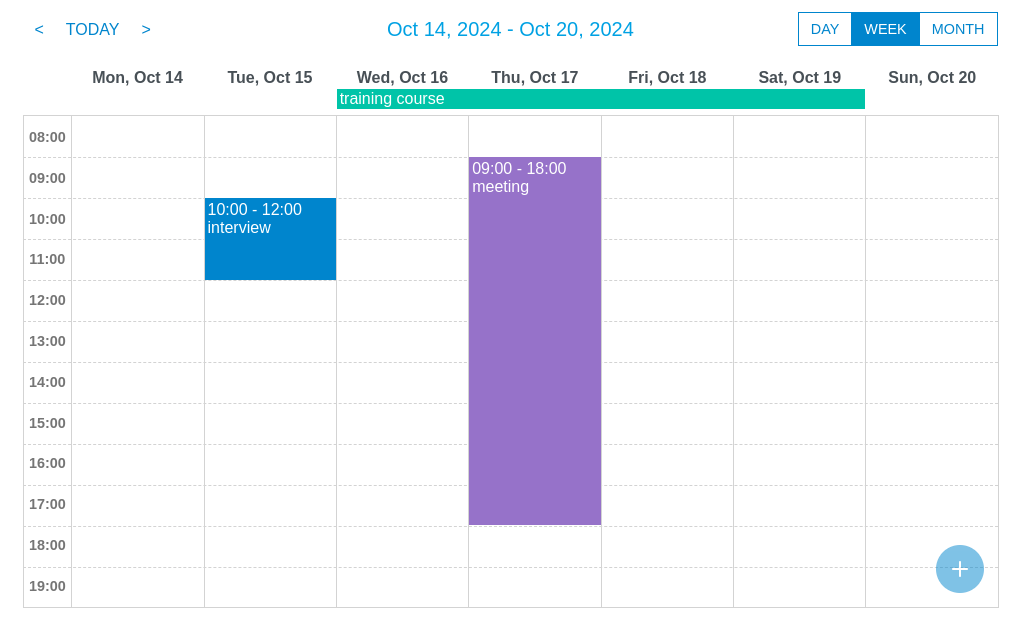 < TODAY > Oct 14, 2024 - Oct 20, 2024 DAY WEEK MONTH
Mon, Oct 14 Tue, Oct 15 Wed, Oct 16 Thu, Oct 17 Fri, Oct 18 Sat, Oct 19 Sun, Oct 20
training course
08:00
09:00 - 18:00
meeting
09:00
10:00 - 12:00
interview
10:00
11:00
12:00
13:00
14:00
15:00
16:00
17:00
18:00
19:00
+